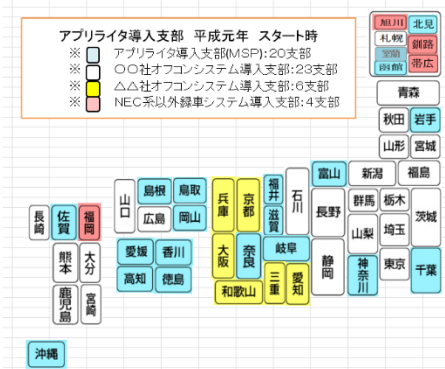 アプリライタ導入支部 平成元年 スタート時
※ アプリライタ導入支部(MSP):20支部
※ 〇〇社オフコンシステム導入支部:23支部
※ △△社オフコンシステム導入支部:6支部
※ NEC系以外録車システム導入支部:4支部
旭川 北見
札幌 釧路
室蘭
函館 帯広
青森
秋田 岩手
山形 宮城
富山 新潟 福島
島根 鳥取 兵庫 京都 福井 石川
山口 広島 岡山 滋賀 長野 群馬 栃木 茨城
長崎 佐賀 福岡 山梨 埼玉
愛媛 香川 大阪 奈良 岐阜
熊本 大分 高知 徳島 静岡 神奈川 東京 千葉
和歌山 三重 愛知
鹿児島 宮崎
沖縄